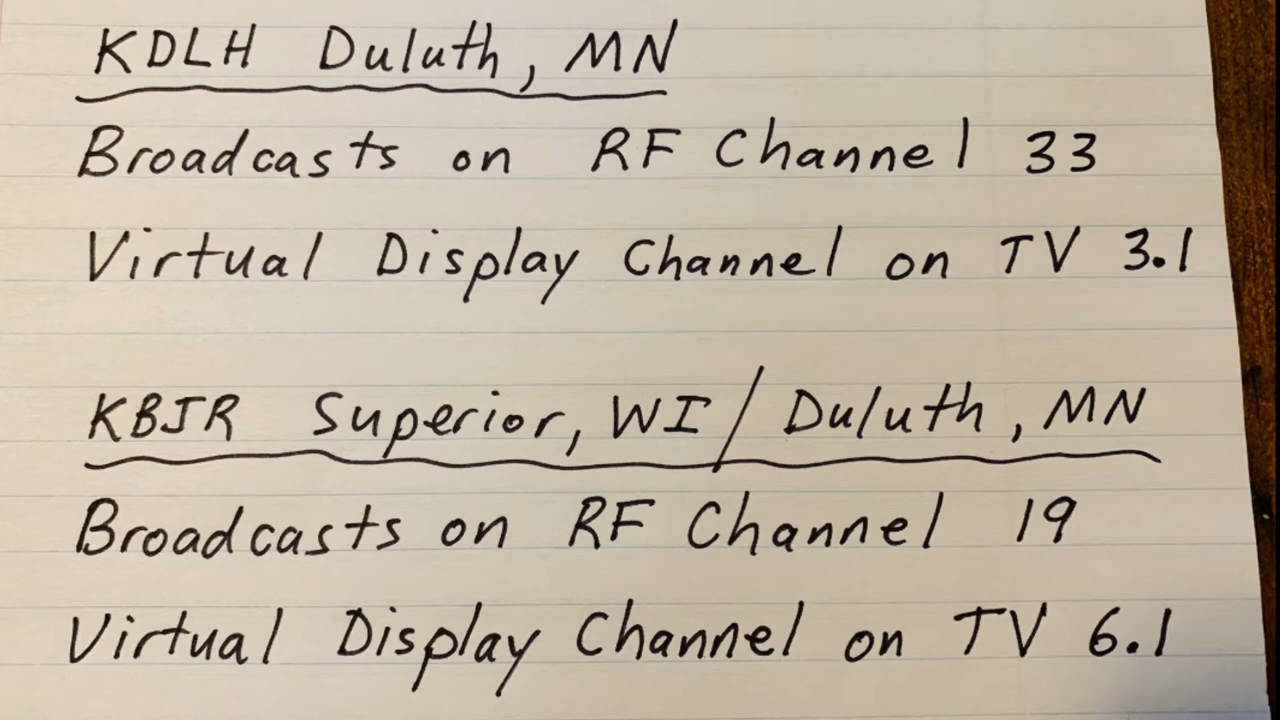 KDLH Duluth, MN
Broadcasts on RF Channel 33
Virtual Display Channel on TV 3.1
KBJR Superior, WI/Duluth, MN
Broadcasts on RF Channel 19
Virtual Display Channel on TV 6.1